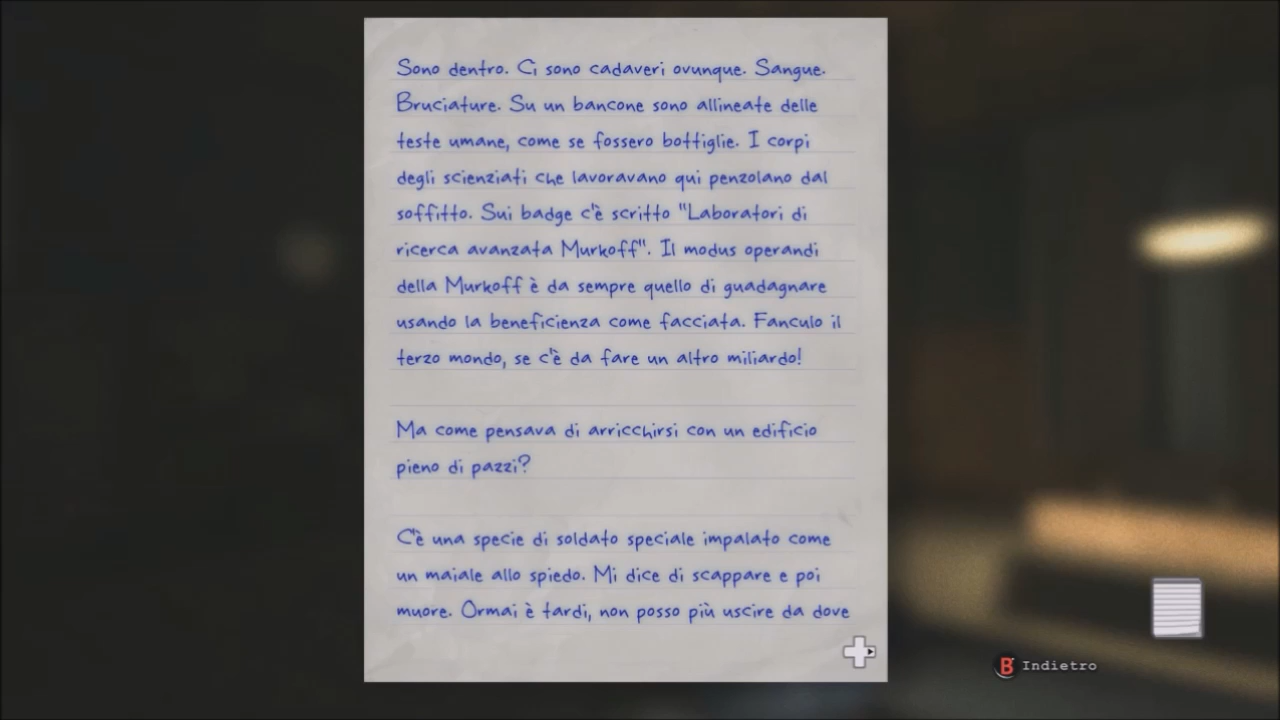 Sono dentro. Ci sono cadaveri ovunque. Sangue.
Bruciature. Su un bancone sono allineate delle
teste umane, come se fossero bottiglie. I corpi
degli scienziati che lavoravano qui penzolano dal
soffitto. Sui badge c'è scritto "Laboratori di
ricerca avanzata Murkoff". Il modus operandi
della Murkoff è da sempre quello di guadagnare
usando la beneficienza come facciata. Fanculo il
terzo mondo, se c'è da fare un altro miliardo!
Ma come pensava di arricchirsi con un edificio
pieno di pazzi?
C'è una specie di soldato speciale impalato come
un maiale allo spiedo. Mi dice di scappare e poi
muore. Ormai è tardi, non posso più uscire da dove
B Indietro